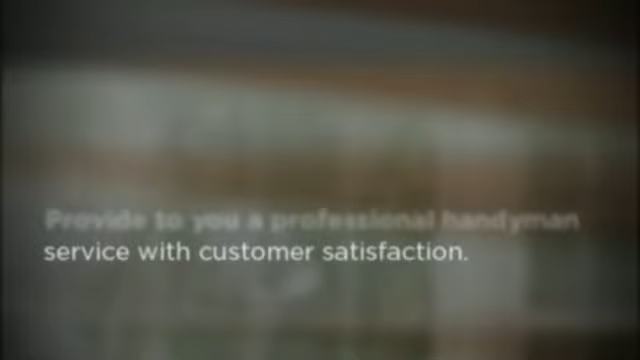 Provide to you a professional handyman
service with customer satisfaction.